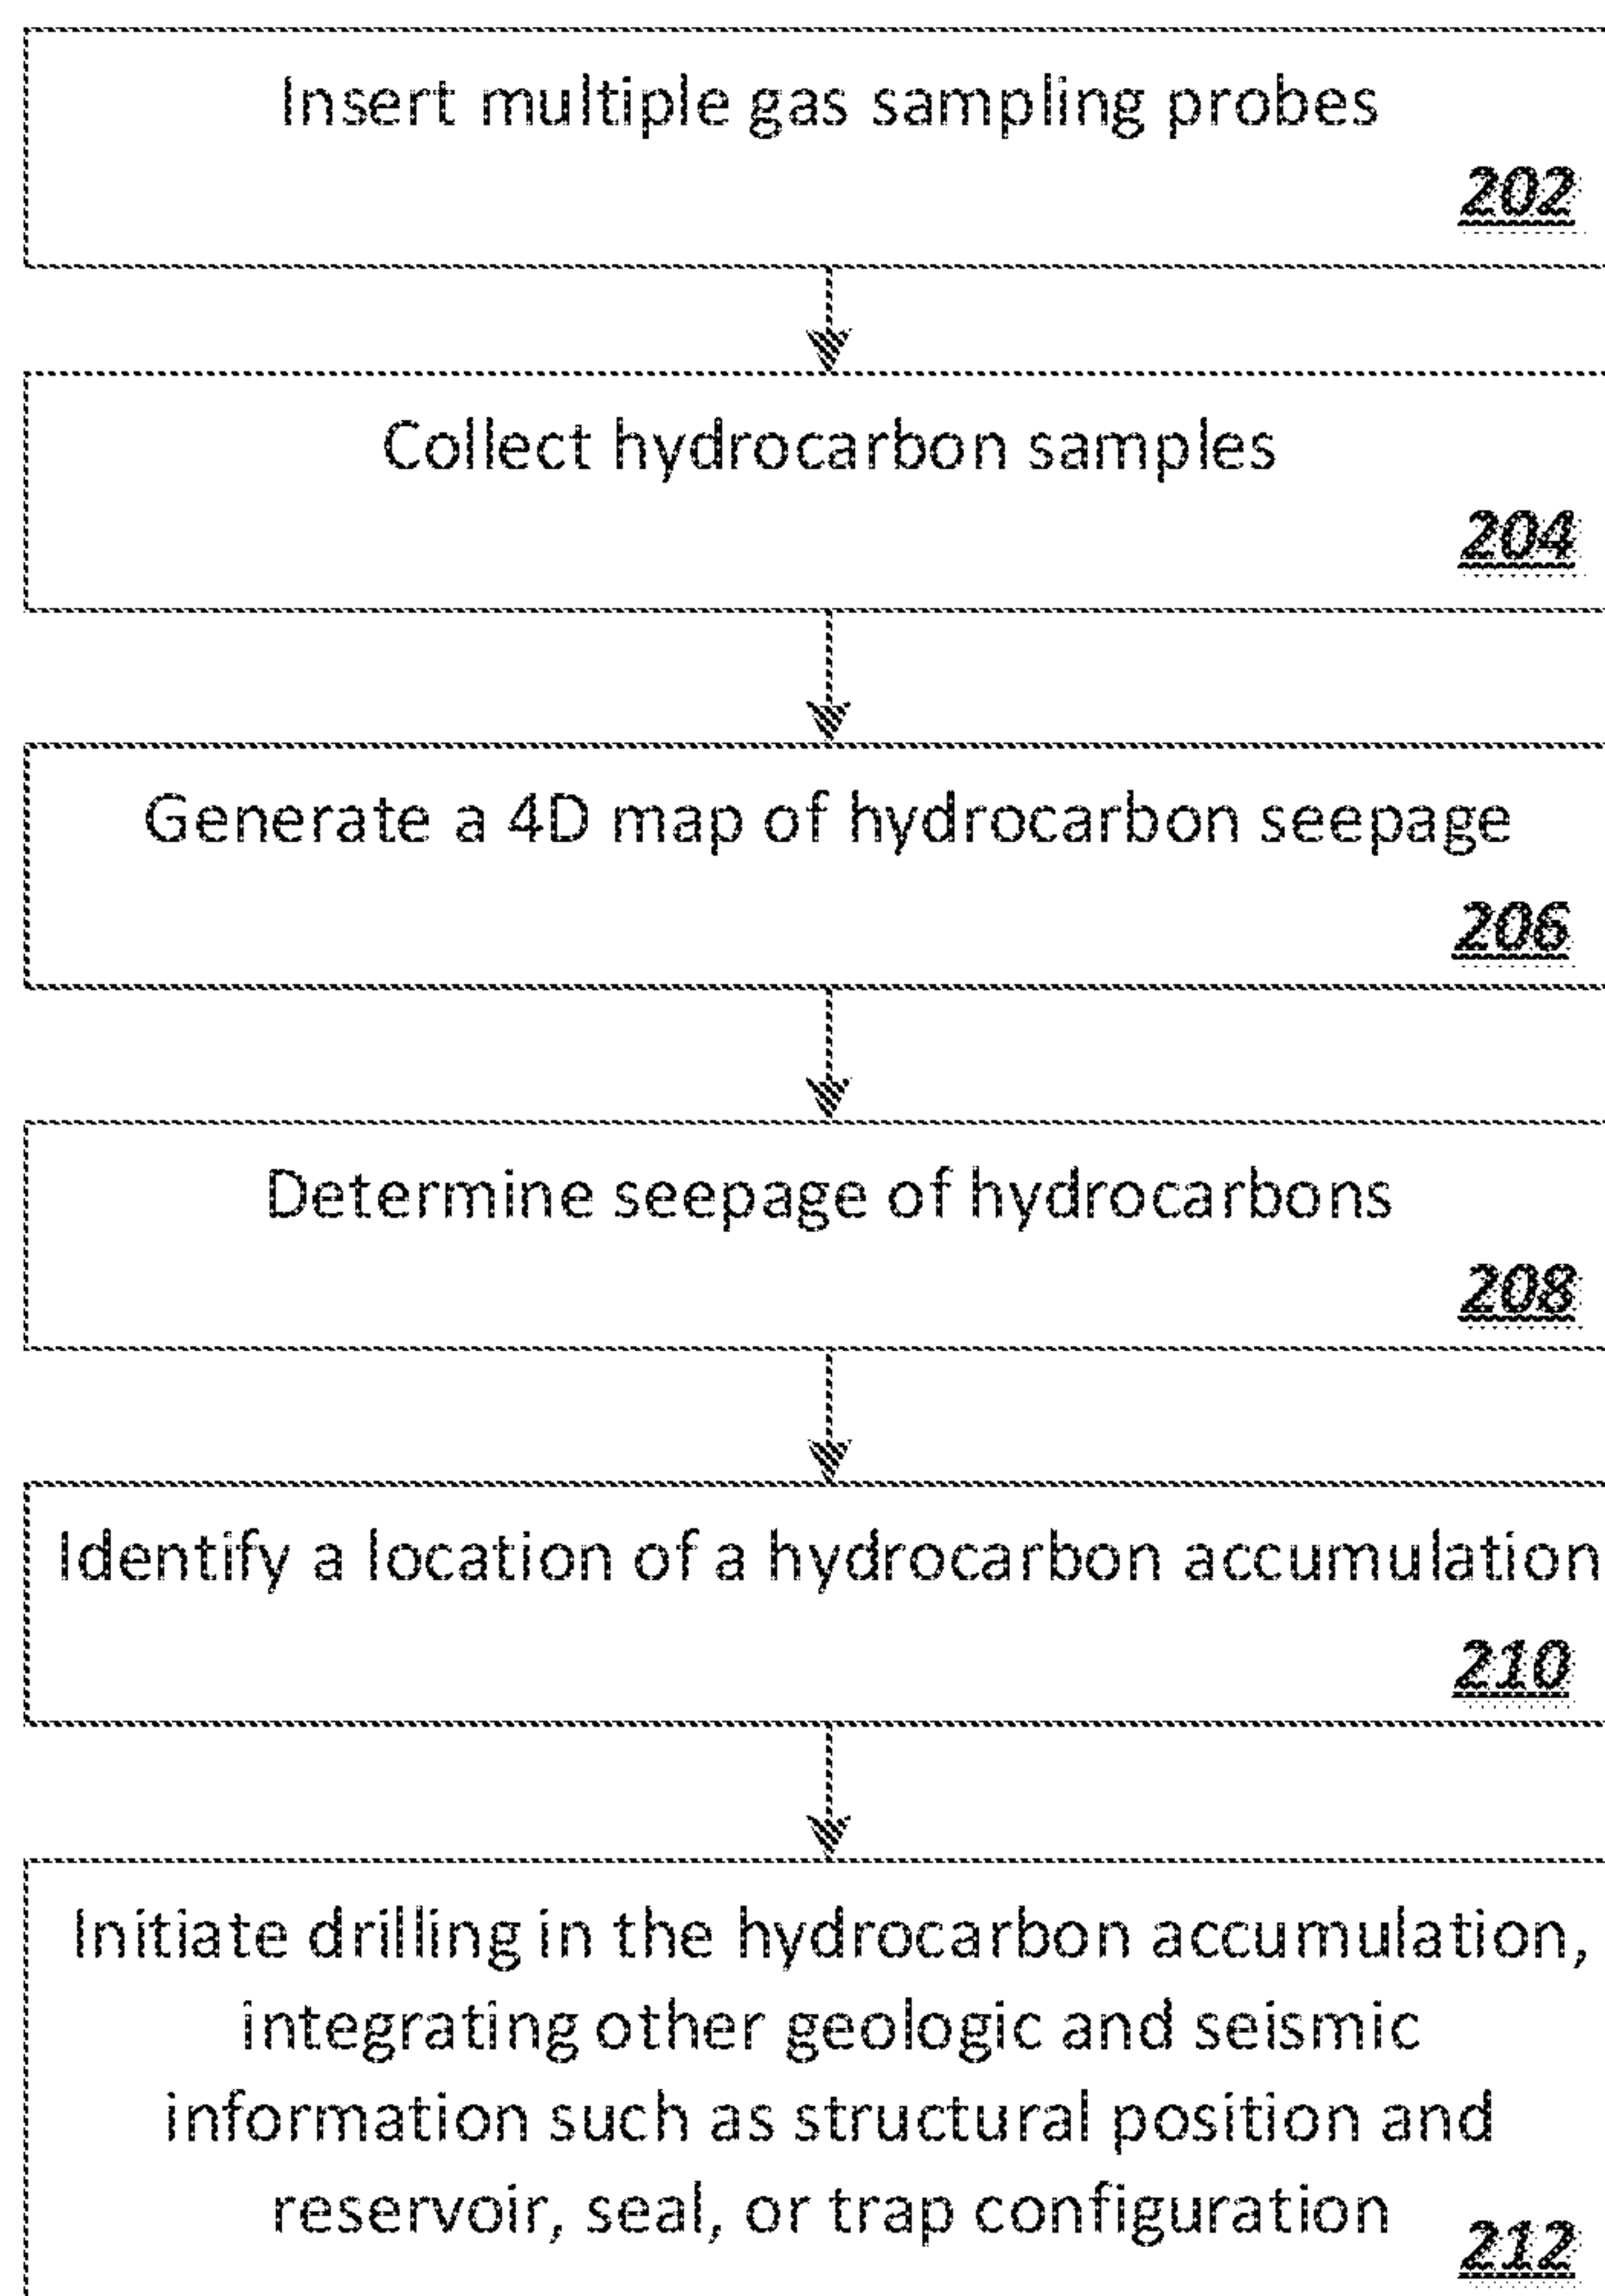 Insert multiple gas sampling probes
202
Collect hydrocarbon samples
204
Generate a 4D map of hydrocarbon seepage
206
Determine seepage of hydrocarbons
208
Identify a location of a hydrocarbon accumulation
210
Initiate drilling in the hydrocarbon accumulation,
integrating other geologic and seismic
information such as structural position and
reservoir, seal, or trap configuration
212